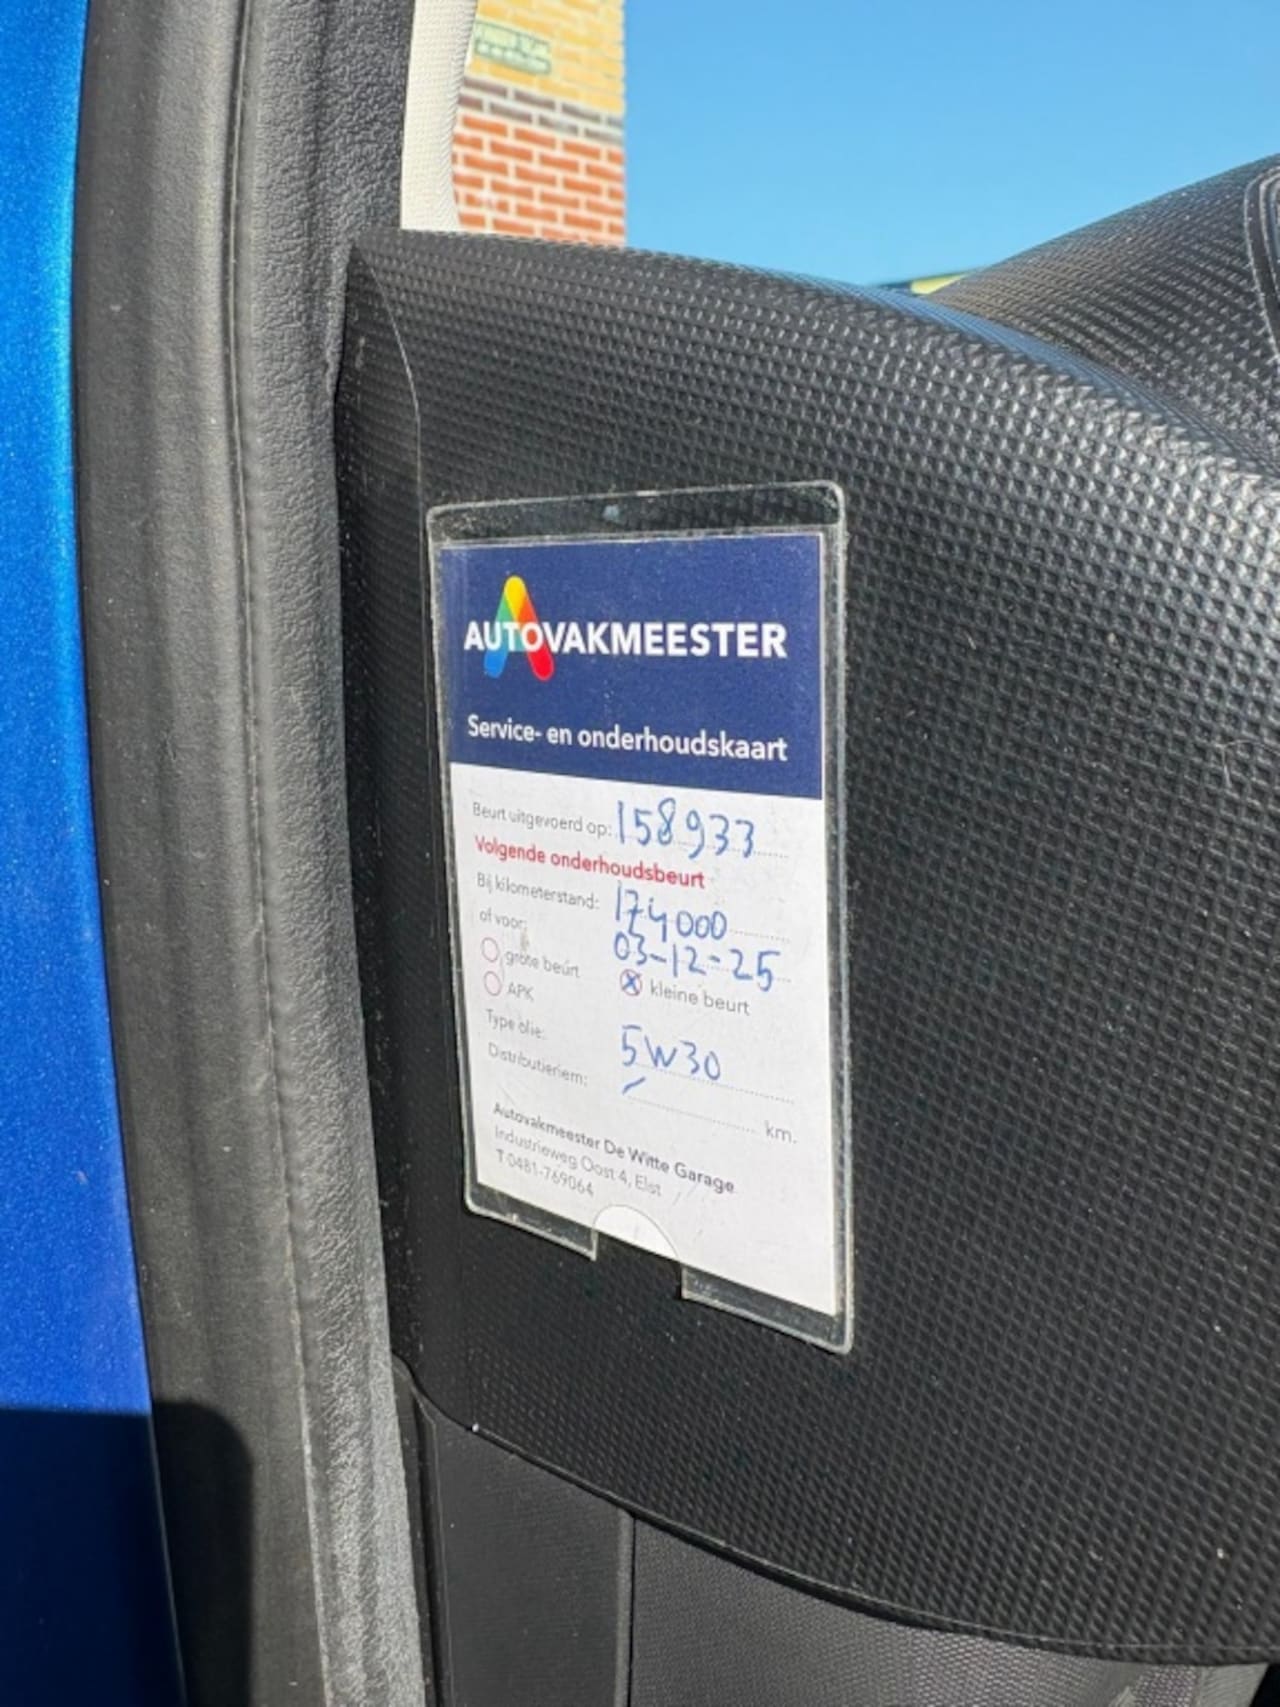 AUTOVAKMEESTER
Service- en onderhoudskaart
Beurt uitgevoerd op: 158933
Volgende onderhoudsbeurt
Bij kilometerstand: 174000
of voor: 03-12-25
grote beurt kleine beurt
APK
Type olie: 5W30
Distributieriem: km.
Autovakmeester De Witte Garage
Industrieweg Oost 4, Elst
T 0481-769064